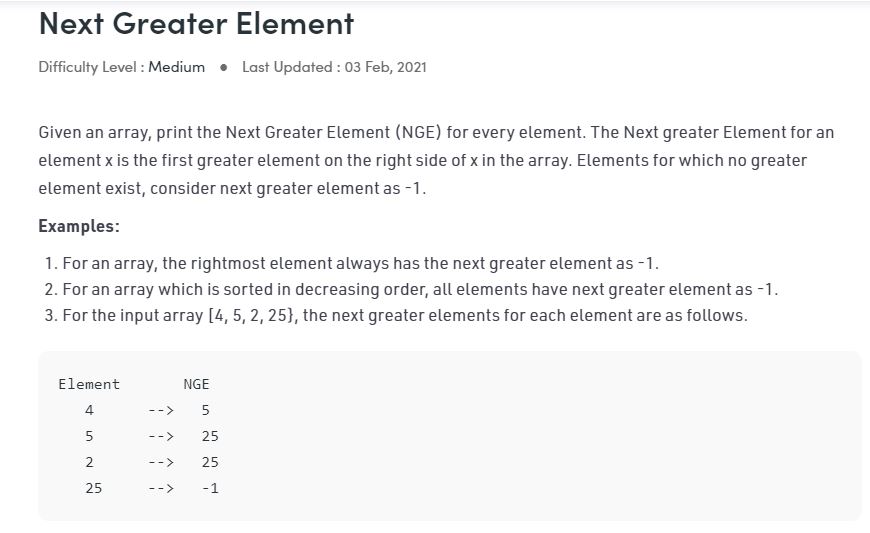 Next Greater Element
Difficulty Level : Medium ● Last Updated : 03 Feb, 2021
Given an array, print the Next Greater Element (NGE) for every element. The Next greater Element for an
element x is the first greater element on the right side of x in the array. Elements for which no greater
element exist, consider next greater element as -1.
Examples:
1. For an array, the rightmost element always has the next greater element as -1.
2. For an array which is sorted in decreasing order, all elements have next greater element as -1.
3. For the input array [4, 5, 2, 25}, the next greater elements for each element are as follows.
Element NGE
4 --> 5
5 --> 25
2 --> 25
25 --> -1